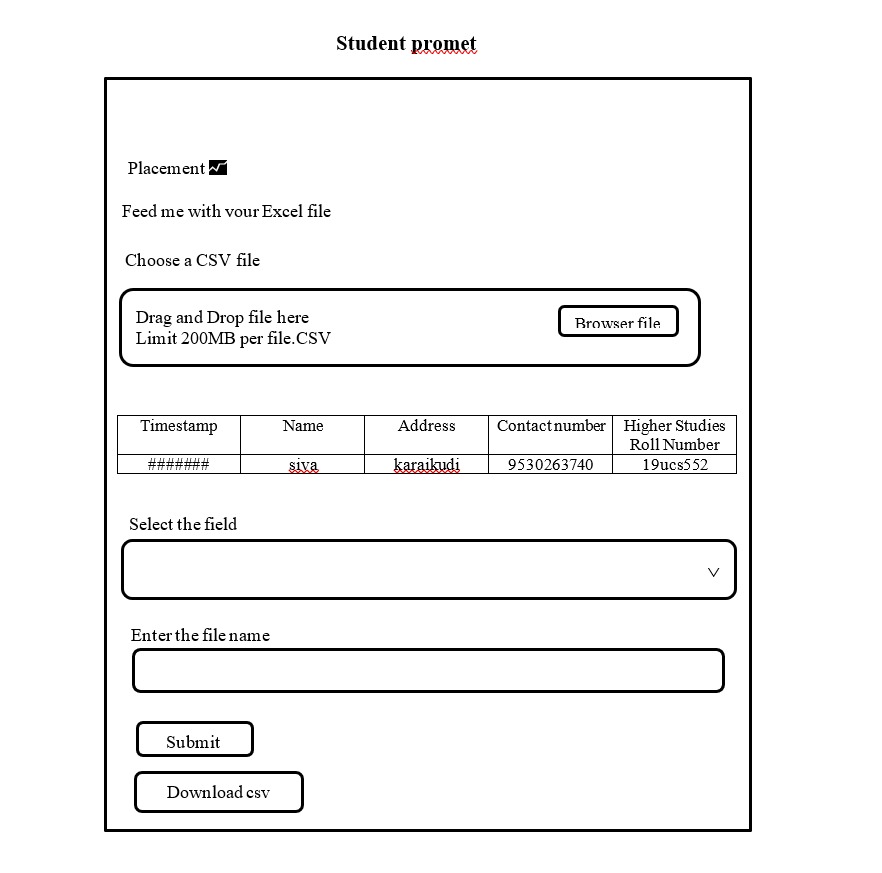 Student promet
Placement
Feed me with your Excel file
Choose a CSV file
Drag and Drop file here
Limit 200MB per file.CSV
Browser file
Timestamp Name Address Contact number Higher Studies
Roll Number
####### siva karaikudi 9530263740 19ucs552
Select the field
Enter the file name
Submit
Download csv